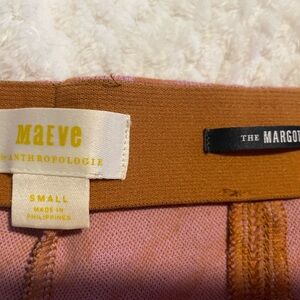 Maeve
by ANTHROPOLOGIE
SMALL
MADE IN
PHILIPPINES
THE MARGOT